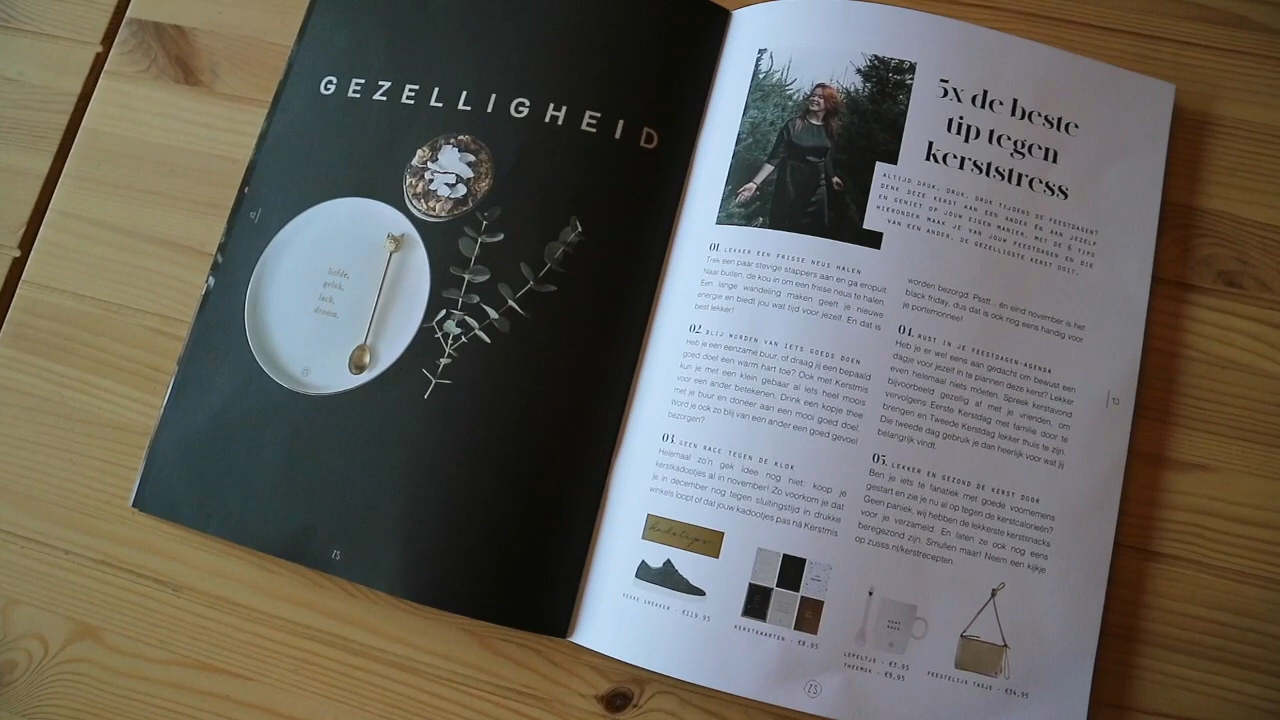 GEZELLIGHEID
liefde,
geluk,
lach,
droom.
ZS
5x de beste
tip tegen
kerststress
ALTIJD DRUK, DRUK, DRUK TIJDENS DE FEESTDAGEN?
DENK DEZE KERST AAN EEN ANDER EN AAN JEZELF
EN GENIET OP JOUW EIGEN MANIER. MET DE 6 TIPS
HIERONDER MAAK JE VAN JOUW FEESTDAGEN EN DIE
VAN EEN ANDER, DE GEZELLIGSTE KERST OOIT.
01. LEKKER EEN FRISSE NEUS HALEN
Trek een paar stevige stappers aan en ga eropuit.
Naar buiten, de kou in om een frisse neus te halen.
Een lange wandeling maken geeft je nieuwe
energie en biedt jou wat tijd voor jezelf. En dat is
best lekker!
02. BLIJ WORDEN VAN IETS GOEDS DOEN
Heb je een eenzame buur, of draag jij een bepaald
goed doel een warm hart toe? Ook met Kerstmis
kun je met een klein gebaar al iets heel moois
voor een ander betekenen. Drink een kopje thee
met je buur en doneer aan een mooi goed doel.
Word je ook zo blij van een ander een goed gevoel
bezorgen?
03. GEEN RACE TEGEN DE KLOK
Helemaal zo'n gek idee nog niet: koop je
kerstkadootjes al in november! Zo voorkom je dat
je in december nog tegen sluitingstijd in drukke
winkels loopt of dat jouw kadootjes pas ná Kerstmis
worden bezorgd. Psstt... én eind november is het
black friday, dus dat is ook nog eens handig voor
je portemonnee!
04. RUST IN JE FEESTDAGEN-AGENDA
Heb je er wel eens aan gedacht om bewust een
dagje voor jezelf in te plannen deze kerst? Lekker
even helemaal niets moeten. Spreek kerstavond
bijvoorbeeld gezellig af met je vrienden, om
vervolgens Eerste Kerstdag met familie door te
brengen en Tweede Kerstdag lekker thuis te zijn.
Die tweede dag gebruik je dan heerlijk voor wat jij
belangrijk vindt.
05. LEKKER EN GEZOND DE KERST DOOR
Ben je iets te fanatiek met goede voornemens
gestart en zie je nu al op tegen de kerstcalorieën?
Geen paniek, wij hebben de lekkerste kerstsnacks
voor je verzameld. En laten ze ook nog eens
beregezond zijn. Smullen maar! Neem een kijkje
op zusss.nl/kerstrecepten.
kadotips
SEKKE SNEAKER - €119,95
KERSTKAARTEN - €8,95
LEPELTJE - €3,95
THEEMOK - €9,95
FEESTELIJK TASJE - €34,95
13
ZS